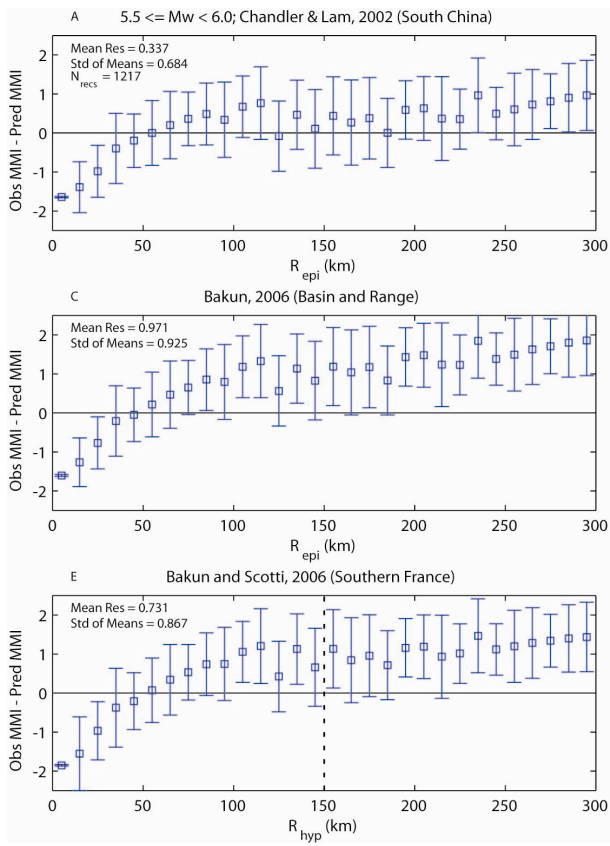 A 5.5 <= Mw < 6.0; Chandler & Lam, 2002 (South China)
Mean Res = 0.337
Std of Means = 0.684
Nrecs = 1217
Obs MMI - Pred MMI
2
1
0
-1
-2
0 50 100 150 200 250 300
Repi (km)
C Bakun, 2006 (Basin and Range)
Mean Res = 0.971
Std of Means = 0.925
Obs MMI - Pred MMI
2
1
0
-1
-2
0 50 100 150 200 250 300
Repi (km)
E Bakun and Scotti, 2006 (Southern France)
Mean Res = 0.731
Std of Means = 0.867
Obs MMI - Pred MMI
2
1
0
-1
-2
0 50 100 150 200 250 300
Rhyp (km)